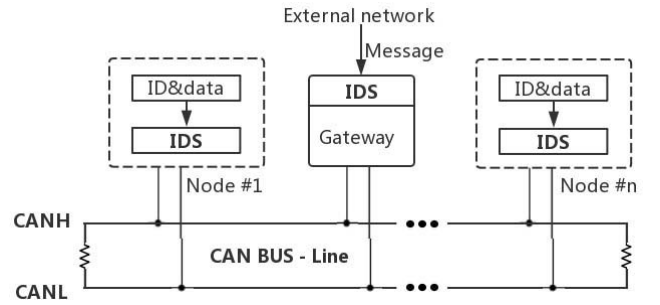 External network
Message
ID&data
IDS
Node #1
IDS
Gateway
ID&data
IDS
Node #n
CANH
CAN BUS - Line
CANL